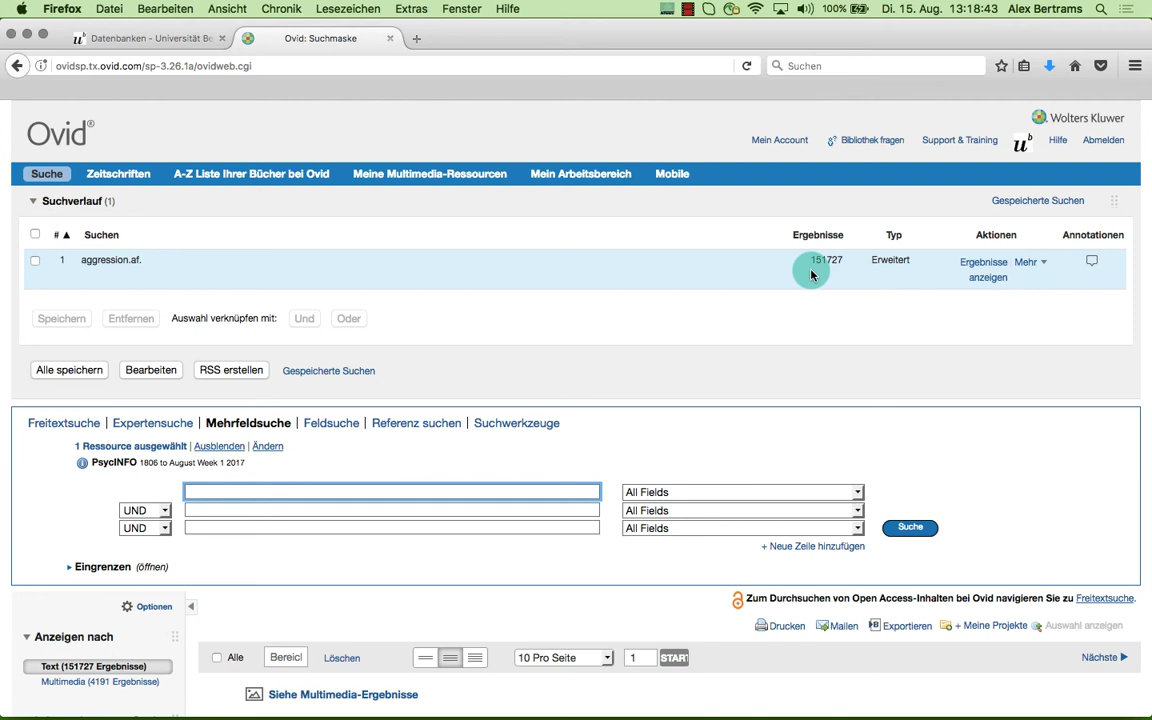 Firefox Datei Bearbeiten Ansicht Chronik Lesezeichen Extras Fenster Hilfe 100% Di. 15. Aug. 13:18:43 Alex Bertrams
Datenbanken - Universität Be × Ovid: Suchmaske × +
ovidsp.tx.ovid.com/sp-3.26.1a/ovidweb.cgi Suchen
Wolters Kluwer
Ovid®
Mein Account Bibliothek fragen Support & Training ub Hilfe Abmelden
Suche Zeitschriften A-Z Liste Ihrer Bücher bei Ovid Meine Multimedia-Ressourcen Mein Arbeitsbereich Mobile
Suchverlauf (1) Gespeicherte Suchen
# ▲ Suchen Ergebnisse Typ Aktionen Annotationen
1 aggression.af. 151727 Erweitert Ergebnisse anzeigen Mehr
Speichern Entfernen Auswahl verknüpfen mit: Und Oder
Alle speichern Bearbeiten RSS erstellen Gespeicherte Suchen
Freitextsuche | Expertensuche | Mehrfeldsuche | Feldsuche | Referenz suchen | Suchwerkzeuge
1 Ressource ausgewählt | Ausblenden | Ändern
PsycINFO 1806 to August Week 1 2017
All Fields
UND All Fields
UND All Fields Suche
+ Neue Zeile hinzufügen
Eingrenzen (öffnen)
Zum Durchsuchen von Open Access-Inhalten bei Ovid navigieren Sie zu Freitextsuche.
Optionen
Drucken Mailen Exportieren + Meine Projekte Auswahl anzeigen
Anzeigen nach
Alle Bereicl Löschen 10 Pro Seite 1 START Nächste
Text (151727 Ergebnisse)
Multimedia (4191 Ergebnisse)
Siehe Multimedia-Ergebnisse